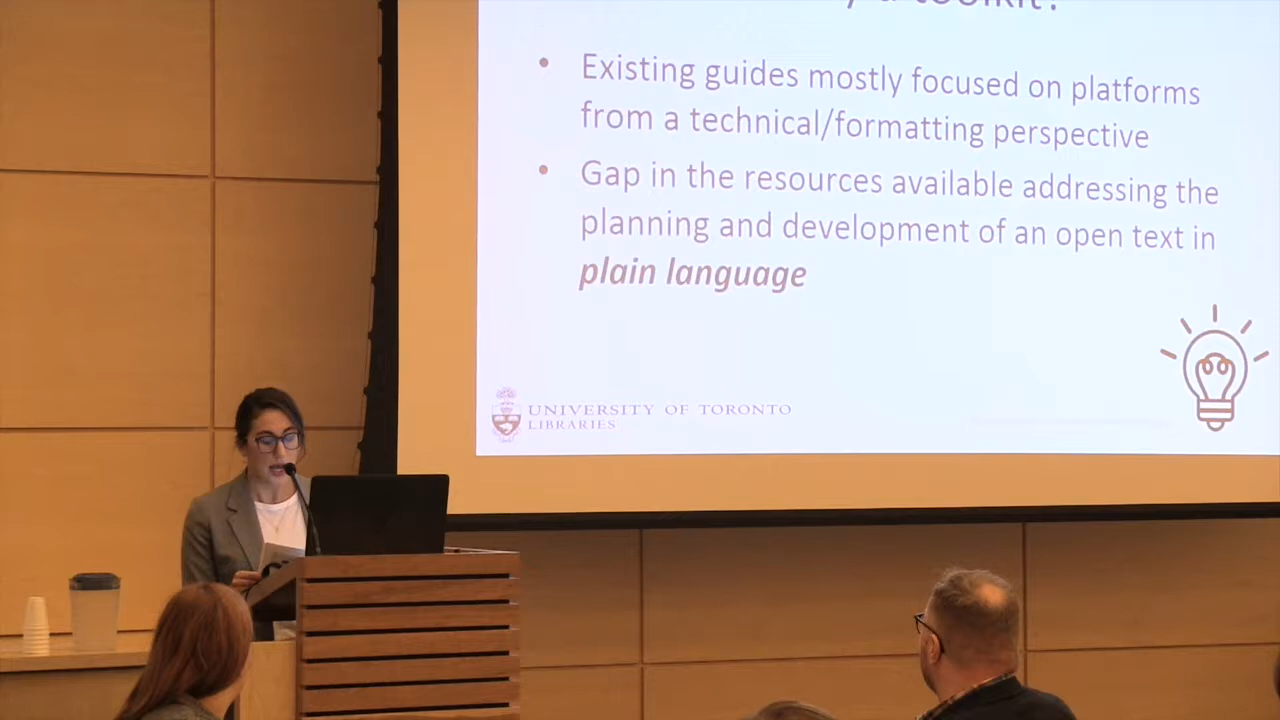 toolkit?
• Existing guides mostly focused on platforms
from a technical/formatting perspective
• Gap in the resources available addressing the
planning and development of an open text in
plain language
UNIVERSITY OF TORONTO
LIBRARIES